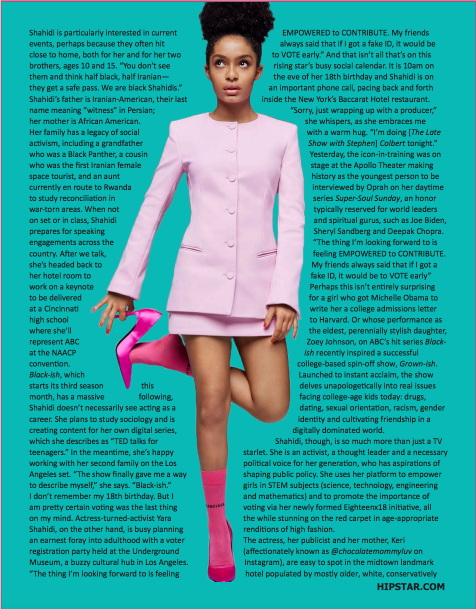 Shahidi is particularly interested in current
events, perhaps because they often hit
close to home, both for her and for her two
brothers, ages 10 and 15. "You don't see
them and think half black, half Iranian—
they get a safe pass. We are black Shahidis."
Shahidi's father is Iranian-American, their last
name meaning "witness" in Persian;
her mother is African American.
Her family has a legacy of social
activism, including a grandfather
who was a Black Panther, a cousin
who was the first Iranian female
space tourist, and an aunt
currently en route to Rwanda
to study reconciliation in
war-torn areas. When not
on set or in class, Shahidi
prepares for speaking
engagements across the
country. After we talk,
she's headed back to
her hotel room to
work on a keynote
to be delivered
at a Cincinnati
high school
where she'll
represent ABC
at the NAACP
convention.
Black-ish, which
starts its third season this
month, has a massive following,
Shahidi doesn't necessarily see acting as a
career. She plans to study sociology and is
creating content for her own digital series,
which she describes as "TED talks for
teenagers." In the meantime, she's happy
working with her second family on the Los
Angeles set. "The show finally gave me a way
to describe myself," she says. "Black-ish."
I don't remember my 18th birthday. But I
am pretty certain voting was the last thing
on my mind. Actress-turned-activist Yara
Shahidi, on the other hand, is busy planning
an earnest foray into adulthood with a voter
registration party held at the Underground
Museum, a buzzy cultural hub in Los Angeles.
"The thing I'm looking forward to is feeling
EMPOWERED to CONTRIBUTE. My friends
always said that if I got a fake ID, it would be
to VOTE early." And that isn't all that's on this
rising star's busy social calendar. It is 10am on
the eve of her 18th birthday and Shahidi is on
an important phone call, pacing back and forth
inside the New York's Baccarat Hotel restaurant.
"Sorry, just wrapping up with a producer,"
she whispers, as she embraces me
with a warm hug. "I'm doing [The Late
Show with Stephen] Colbert tonight."
Yesterday, the icon-in-training was on
stage at the Apollo Theater making
history as the youngest person to be
interviewed by Oprah on her daytime
series Super-Soul Sunday, an honor
typically reserved for world leaders
and spiritual gurus, such as Joe Biden,
Sheryl Sandberg and Deepak Chopra.
"The thing I'm looking forward to is
feeling EMPOWERED to CONTRIBUTE.
My friends always said that if I got a
fake ID, it would be to VOTE early"
Perhaps this isn't entirely surprising
for a girl who got Michelle Obama to
write her a college admissions letter
to Harvard. Or whose performance as
the eldest, perennially stylish daughter,
Zoey Johnson, on ABC's hit series Black-
ish recently inspired a successful
college-based spin-off show, Grown-ish.
Launched to instant acclaim, the show
delves unapologetically into real issues
facing college-age kids today: drugs,
dating, sexual orientation, racism, gender
identity and cultivating friendship in a
digitally dominated world.
Shahidi, though, is so much more than just a TV
starlet. She is an activist, a thought leader and a necessary
political voice for her generation, who has aspirations of
shaping public policy. She uses her platform to empower
girls in STEM subjects (science, technology, engineering
and mathematics) and to promote the importance of
voting via her newly formed Eighteenx18 initiative, all
the while stunning on the red carpet in age-appropriate
renditions of high fashion.
The actress, her publicist and her mother, Keri
(affectionately known as @chocolatemommyluv on
Instagram), are easy to spot in the midtown landmark
hotel populated by mostly older, white, conservatively
HIPSTAR.COM